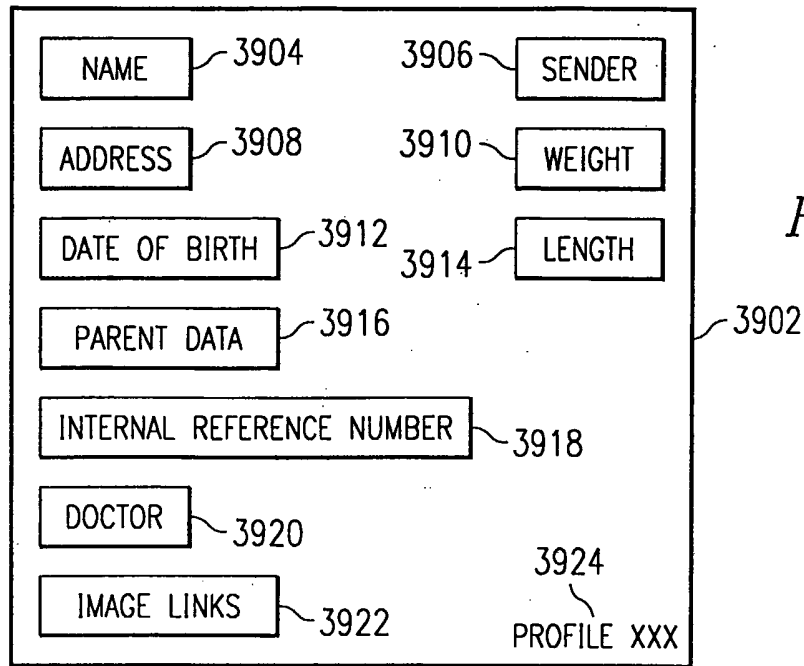 NAME 3904 3906 SENDER
ADDRESS 3908 3910 WEIGHT
DATE OF BIRTH 3912 3914 LENGTH
PARENT DATA 3916
3902
INTERNAL REFERENCE NUMBER 3918
DOCTOR 3920
3924
IMAGE LINKS 3922 PROFILE XXX